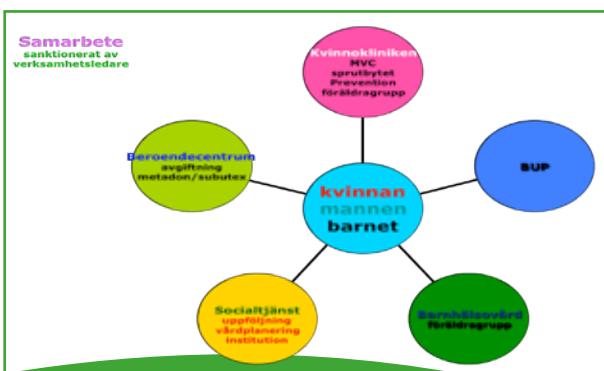 Samarbete
sanktionerat av
verksamhetsledare
Kvinnokliniken
MVC
sprutbytet
Prevention
föräldragrupp
Beroendecentrum
avgiftning
metadon/subutex
BUP
kvinnan
mannen
barnet
Socialtjänst
uppföljning
vårdplanering
institution
Barnhälsovård
föräldragrupp